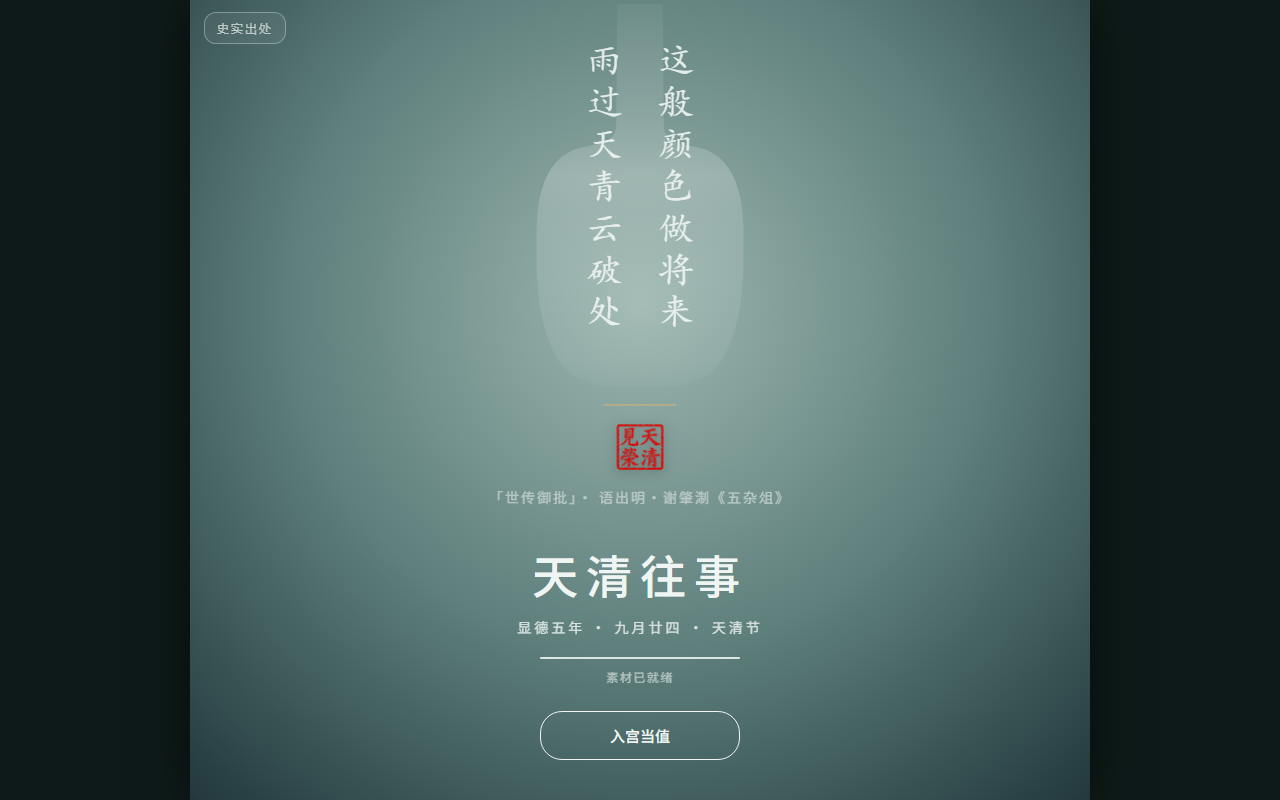 史实出处
这般颜色做将来
雨过天青云破处
天清見榮
「世传御批」· 语出明·谢肇淛《五杂俎》
天清往事
显德五年 · 九月廿四 · 天清节
素材已就绪
入宫当值